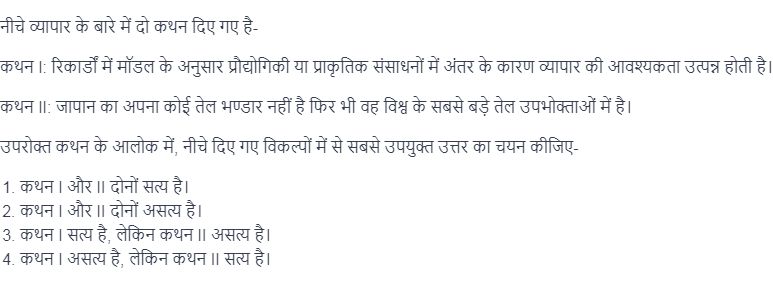 नीचे व्यापार के बारे में दो कथन दिए गए है-
कथन I: रिकार्डों में मॉडल के अनुसार प्रौद्योगिकी या प्राकृतिक संसाधनों में अंतर के कारण व्यापार की आवश्यकता उत्पन्न होती है।
कथन II: जापान का अपना कोई तेल भण्डार नहीं है फिर भी वह विश्व के सबसे बड़े तेल उपभोक्ताओं में है।
उपरोक्त कथन के आलोक में, नीचे दिए गए विकल्पों में से सबसे उपयुक्त उत्तर का चयन कीजिए-
1. कथन I और II दोनों सत्य है।
2. कथन I और II दोनों असत्य है।
3. कथन I सत्य है, लेकिन कथन II असत्य है।
4. कथन I असत्य है, लेकिन कथन II सत्य है।